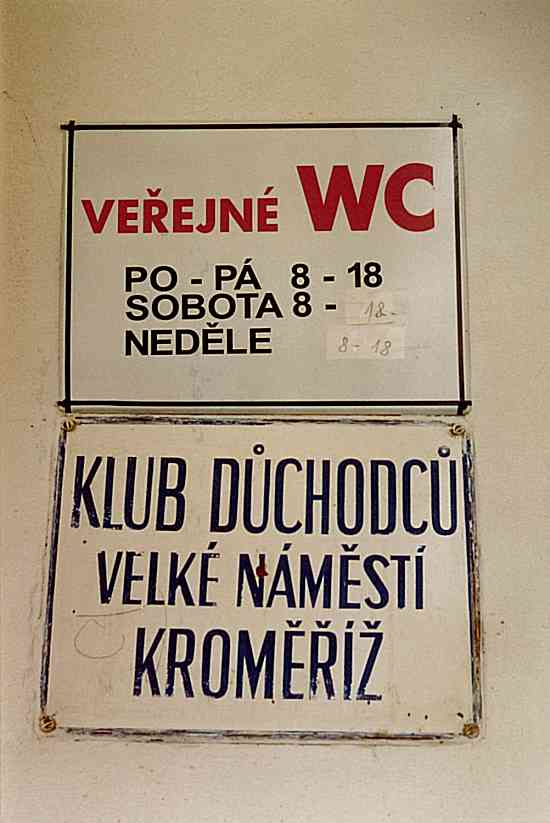 VEŘEJNÉ WC
PO - PÁ 8 - 18
SOBOTA 8 - 18-
NEDĚLE 8 - 18
KLUB DŮCHODCŮ
VELKÉ NÁMĚSTÍ
KROMĚŘÍŽ